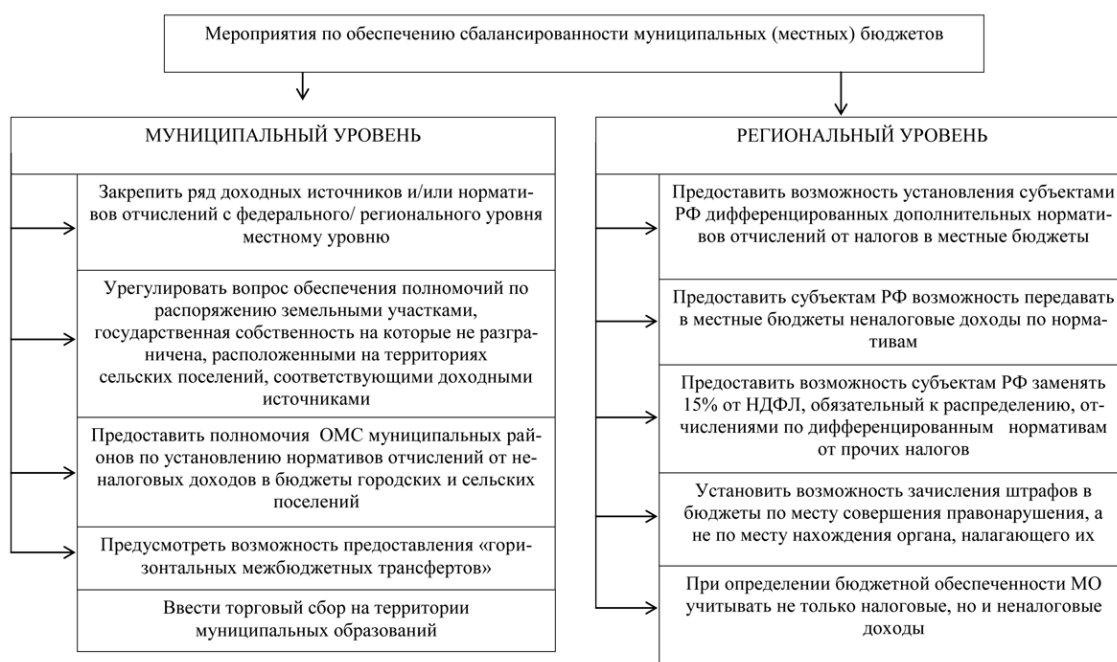 Мероприятия по обеспечению сбалансированности муниципальных (местных) бюджетов
МУНИЦИПАЛЬНЫЙ УРОВЕНЬ
Закрепить ряд доходных источников и/или нормати-
вов отчислений с федерального/ регионального уровня
местному уровню
Урегулировать вопрос обеспечения полномочий по
распоряжению земельными участками,
государственная собственность на которые не разгра-
ничена, расположенными на территориях
сельских поселений, соответствующими доходными
источниками
Предоставить полномочия ОМС муниципальных рай-
онов по установлению нормативов отчислений от не-
налоговых доходов в бюджеты городских и сельских
поселений
Предусмотреть возможность предоставления «гори-
зонтальных межбюджетных трансфертов»
Ввести торговый сбор на территории
муниципальных образований
РЕГИОНАЛЬНЫЙ УРОВЕНЬ
Предоставить возможность установления субъектами
РФ дифференцированных дополнительных нормати-
вов отчислений от налогов в местные бюджеты
Предоставить субъектам РФ возможность передавать
в местные бюджеты неналоговые доходы по норма-
тивам
Предоставить возможность субъектам РФ заменять
15% от НДФЛ, обязательный к распределению, от-
числениями по дифференцированным нормативам
от прочих налогов
Установить возможность зачисления штрафов в
бюджеты по месту совершения правонарушения, а
не по месту нахождения органа, налагающего их
При определении бюджетной обеспеченности МО
учитывать не только налоговые, но и неналоговые
доходы